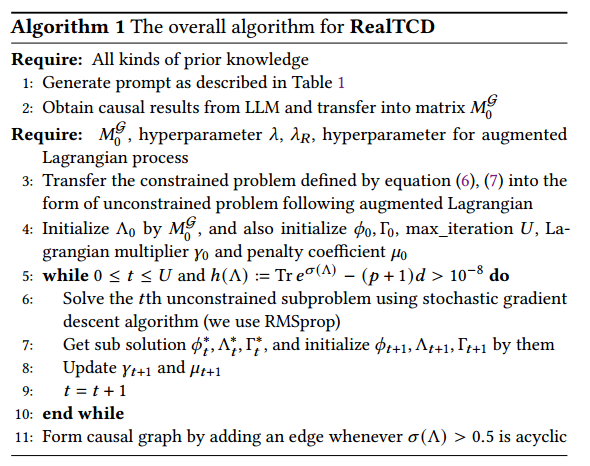 Algorithm 1 The overall algorithm for RealTCD
Require: All kinds of prior knowledge
1: Generate prompt as described in Table 1
2: Obtain causal results from LLM and transfer into matrix $M_0^{\mathcal{G}}$
Require: $M_0^{\mathcal{G}}$, hyperparameter $\lambda$, $\lambda_R$, hyperparameter for augmented
Lagrangian process
3: Transfer the constrained problem defined by equation (6), (7) into the
form of unconstrained problem following augmented Lagrangian
4: Initialize $\Lambda_0$ by $M_0^{\mathcal{G}}$, and also initialize $\phi_0, \Gamma_0$, max_iteration $U$, La-
grangian multiplier $\gamma_0$ and penalty coefficient $\mu_0$
5: while $0 \leq t \leq U$ and $h(\Lambda) := \mathrm{Tr}\, e^{\sigma(\Lambda)} - (p + 1)d > 10^{-8}$ do
6: Solve the $t$th unconstrained subproblem using stochastic gradient
descent algorithm (we use RMSprop)
7: Get sub solution $\phi_t^*, \Lambda_t^*, \Gamma_t^*$, and initialize $\phi_{t+1}, \Lambda_{t+1}, \Gamma_{t+1}$ by them
8: Update $\gamma_{t+1}$ and $\mu_{t+1}$
9: $t = t + 1$
10: end while
11: Form causal graph by adding an edge whenever $\sigma(\Lambda) > 0.5$ is acyclic